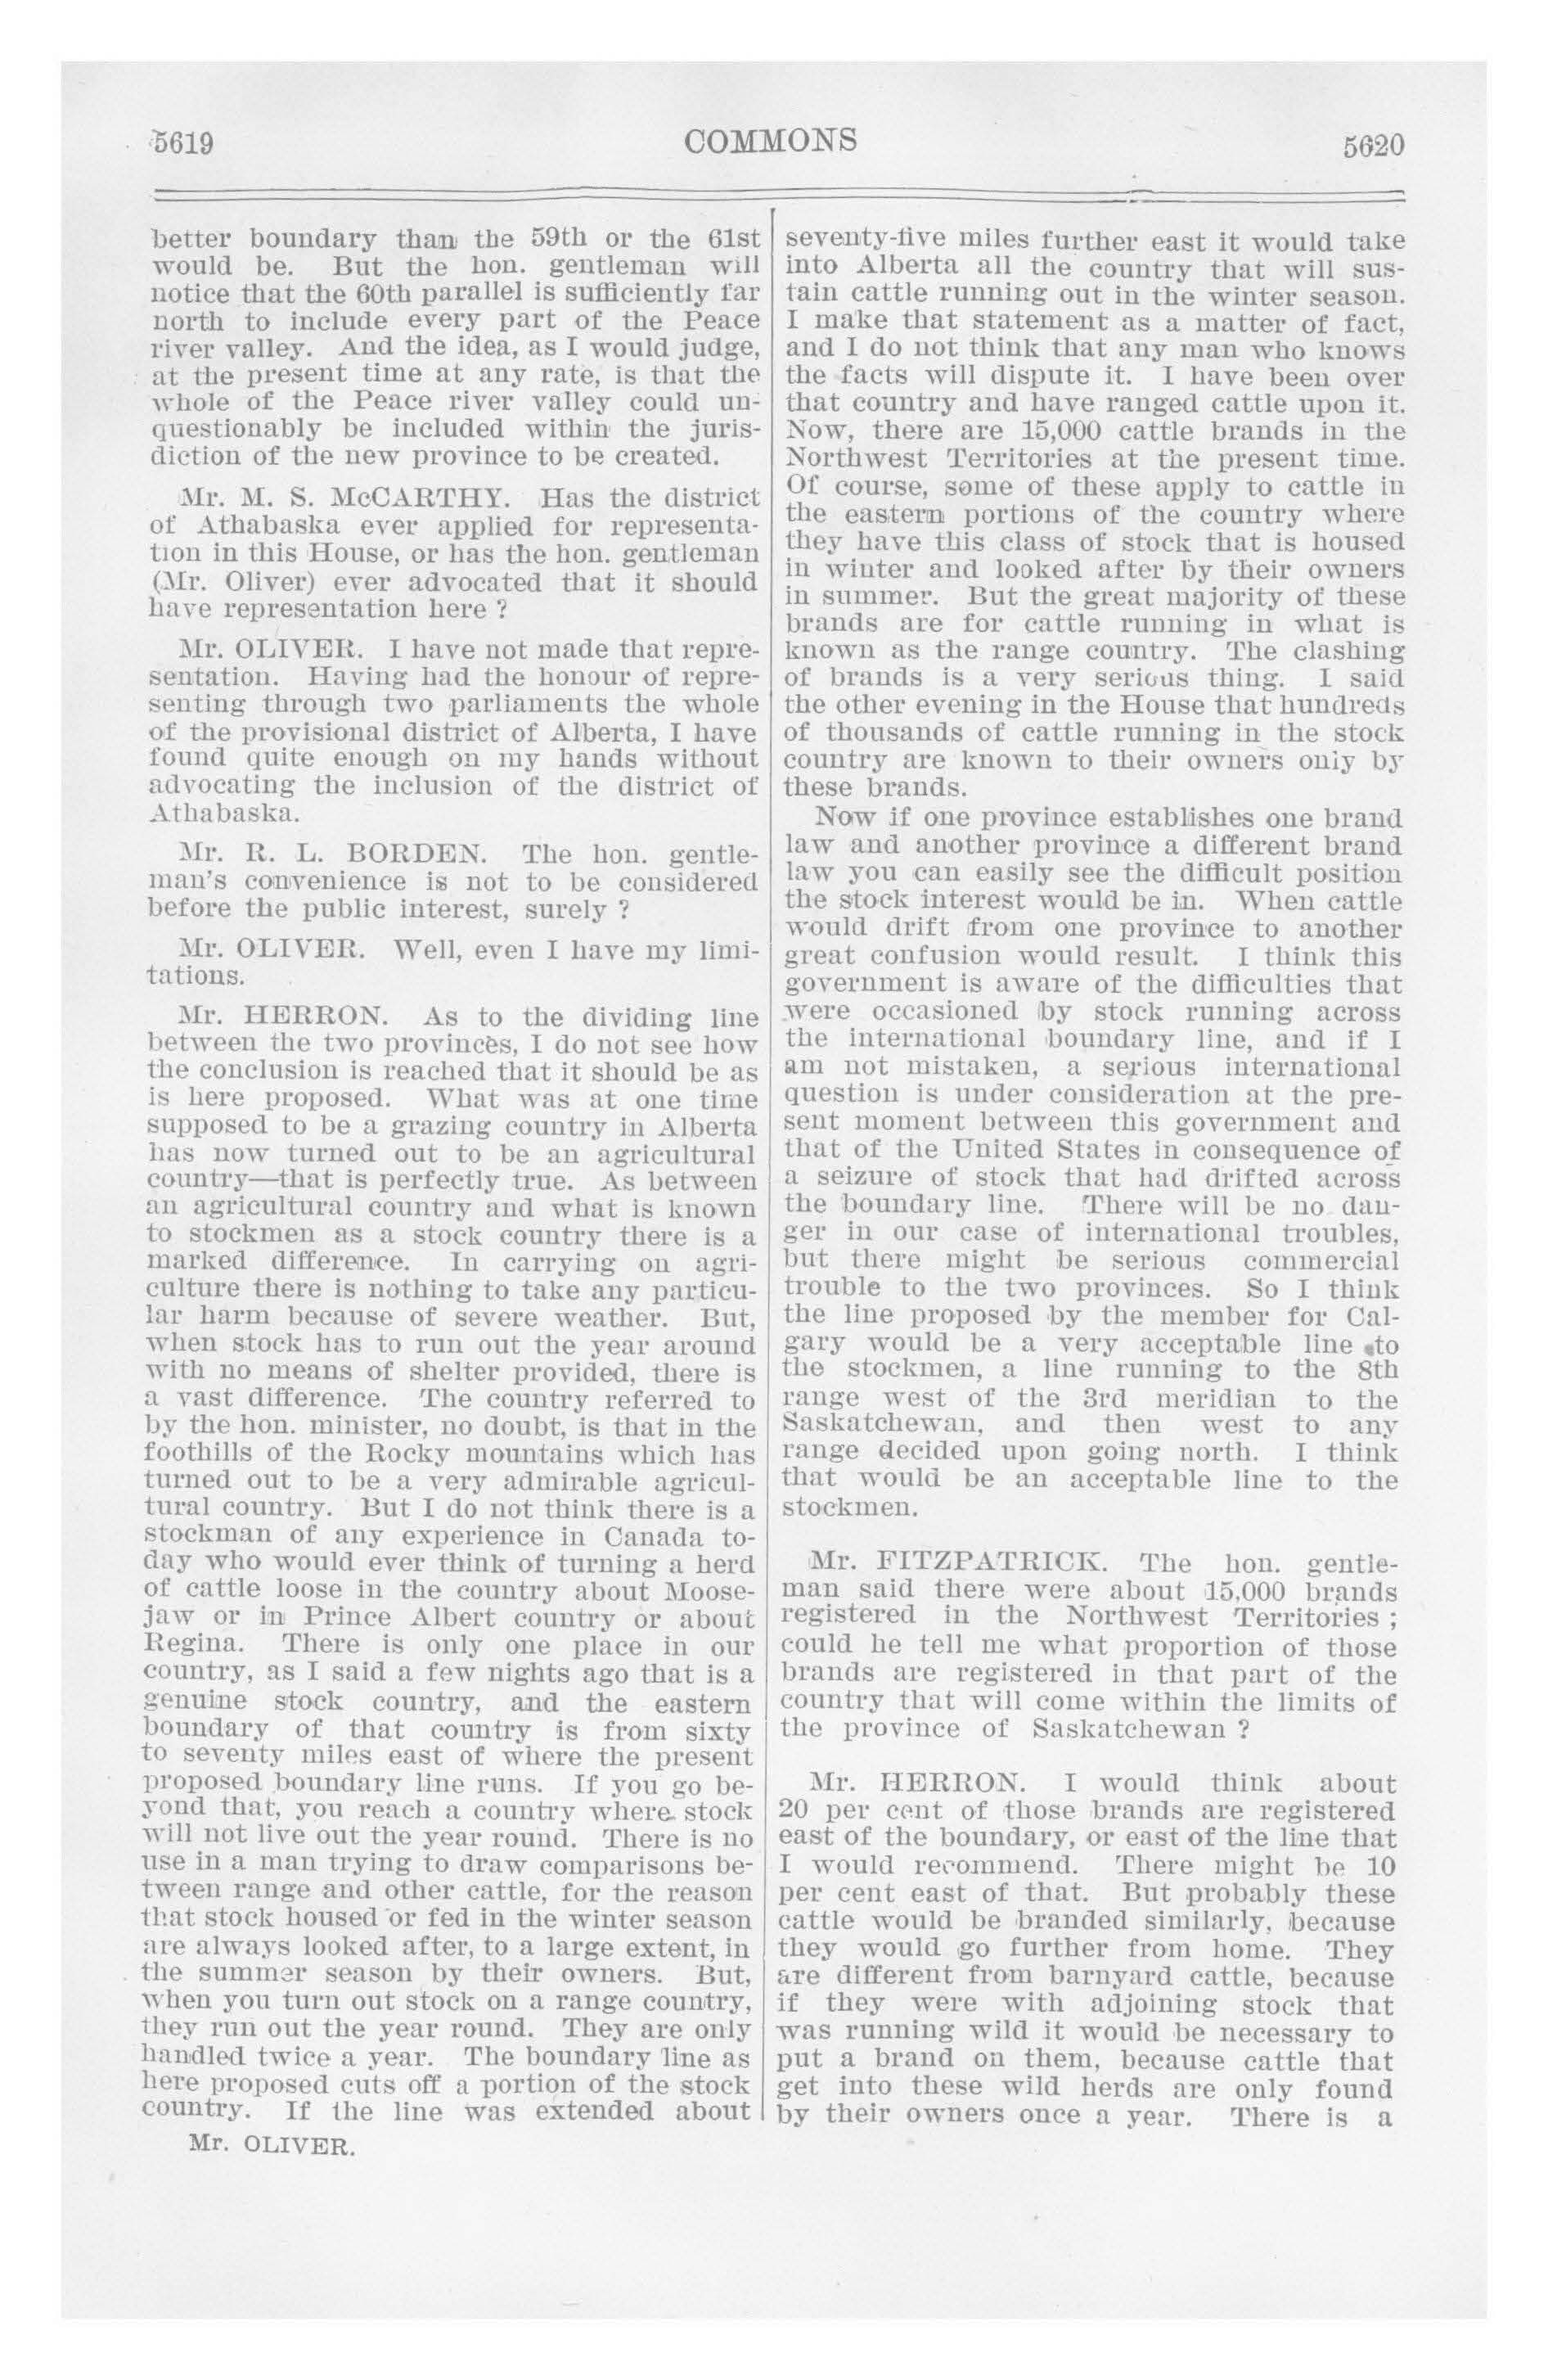 5619
COMMONS
5620
better boundary than the 59th or the 61st
would be. But the hon. gentleman will
notice that the 60th parallel is sufficiently far
north to include every part of the Peace
river valley. And the idea, as I would judge,
at the present time at any rate, is that the
whole of the Peace river valley could un-
questionably be included within the juris-
diction of the new province to be created.
Mr. M. S. McCARTHY. Has the district
of Athabaska ever applied for representa-
tion in this House, or has the hon. gentleman
(Mr. Oliver) ever advocated that it should
have representation here ?
Mr. OLIVER. I have not made that repre-
sentation. Having had the honour of repre-
senting through two parliaments the whole
of the provisional district of Alberta, I have
found quite enough on my hands without
advocating the inclusion of the district of
Athabaska.
Mr. R. L. BORDEN. The hon. gentle-
man's convenience is not to be considered
before the public interest, surely ?
Mr. OLIVER. Well, even I have my limi-
tations.
Mr. HERRON. As to the dividing line
between the two provinces, I do not see how
the conclusion is reached that it should be as
is here proposed. What was at one time
supposed to be a grazing country in Alberta
has now turned out to be an agricultural
country—that is perfectly true. As between
an agricultural country and what is known
to stockmen as a stock country there is a
marked difference. In carrying on agri-
culture there is nothing to take any particu-
lar harm because of severe weather. But,
when stock has to run out the year around
with no means of shelter provided, there is
a vast difference. The country referred to
by the hon. minister, no doubt, is that in the
foothills of the Rocky mountains which has
turned out to be a very admirable agricul-
tural country. But I do not think there is a
stockman of any experience in Canada to-
day who would ever think of turning a herd
of cattle loose in the country about Moose-
jaw or in Prince Albert country or about
Regina. There is only one place in our
country, as I said a few nights ago that is a
genuine stock country, and the eastern
boundary of that country is from sixty
to seventy miles east of where the present
proposed boundary line runs. If you go be-
yond that, you reach a country where stock
will not live out the year round. There is no
use in a man trying to draw comparisons be-
tween range and other cattle, for the reason
that stock housed or fed in the winter season
are always looked after, to a large extent, in
the summer season by their owners. But,
when you turn out stock on a range country,
they run out the year round. They are only
handled twice a year. The boundary line as
here proposed cuts off a portion of the stock
country. If the line was extended about
Mr. OLIVER.
seventy-five miles further east it would take
into Alberta all the country that will sus-
tain cattle running out in the winter season.
I make that statement as a matter of fact,
and I do not think that any man who knows
the facts will dispute it. I have been over
that country and have ranged cattle upon it.
Now, there are 15,000 cattle brands in the
Northwest Territories at the present time.
Of course, some of these apply to cattle in
the eastern portions of the country where
they have this class of stock that is housed
in winter and looked after by their owners
in summer. But the great majority of these
brands are for cattle running in what is
known as the range country. The clashing
of brands is a very serious thing. I said
the other evening in the House that hundreds
of thousands of cattle running in the stock
country are known to their owners only by
these brands.
Now if one province establishes one brand
law and another province a different brand
law you can easily see the difficult position
the stock interest would be in. When cattle
would drift from one province to another
great confusion would result. I think this
government is aware of the difficulties that
were occasioned by stock running across
the international boundary line, and if I
am not mistaken, a serious international
question is under consideration at the pre-
sent moment between this government and
that of the United States in consequence of
a seizure of stock that had drifted across
the boundary line. There will be no dan-
ger in our case of international troubles,
but there might be serious commercial
trouble to the two provinces. So I think
the line proposed by the member for Cal-
gary would be a very acceptable line to
the stockmen, a line running to the 8th
range west of the 3rd meridian to the
Saskatchewan, and then west to any
range decided upon going north. I think
that would be an acceptable line to the
stockmen.
Mr. FITZPATRICK. The hon. gentle-
man said there were about 15,000 brands
registered in the Northwest Territories ;
could he tell me what proportion of those
brands are registered in that part of the
country that will come within the limits of
the province of Saskatchewan ?
Mr. HERRON. I would think about
20 per cent of those brands are registered
east of the boundary, or east of the line that
I would recommend. There might be 10
per cent east of that. But probably these
cattle would be branded similarly, because
they would go further from home. They
are different from barnyard cattle, because
if they were with adjoining stock that
was running wild it would be necessary to
put a brand on them, because cattle that
get into these wild herds are only found
by their owners once a year. There is a